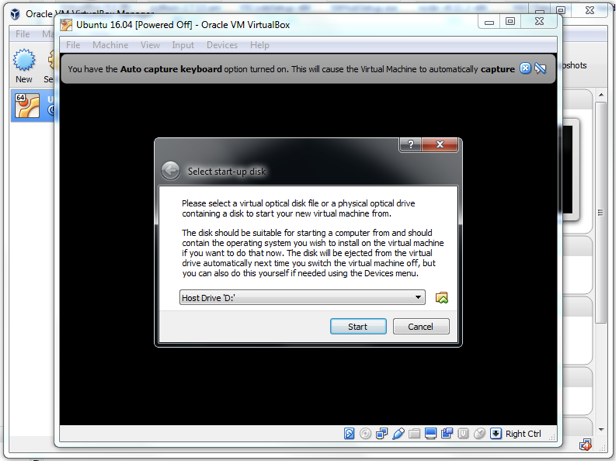 Oracle VM VirtualBox Manager
Ubuntu 16.04 [Powered Off] - Oracle VM VirtualBox
File Machine View Input Devices Help
You have the Auto capture keyboard option turned on. This will cause the Virtual Machine to automatically capture
New
64
Select start-up disk
Please select a virtual optical disk file or a physical optical drive
containing a disk to start your new virtual machine from.
The disk should be suitable for starting a computer from and should
contain the operating system you wish to install on the virtual machine
if you want to do that now. The disk will be ejected from the virtual
drive automatically next time you switch the virtual machine off, but
you can also do this yourself if needed using the Devices menu.
Host Drive 'D:'
Start Cancel
Right Ctrl